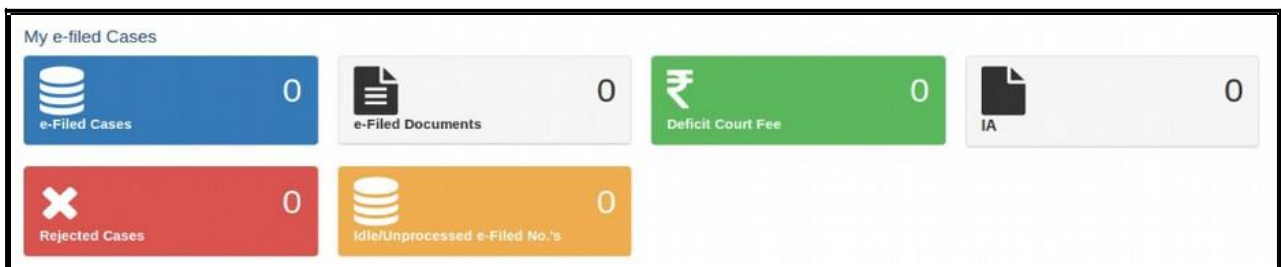 My e-filed Cases
0
e-Filed Cases
0
e-Filed Documents
₹
0
Deficit Court Fee
0
IA
0
Rejected Cases
0
Idle/Unprocessed e-Filed No.'s